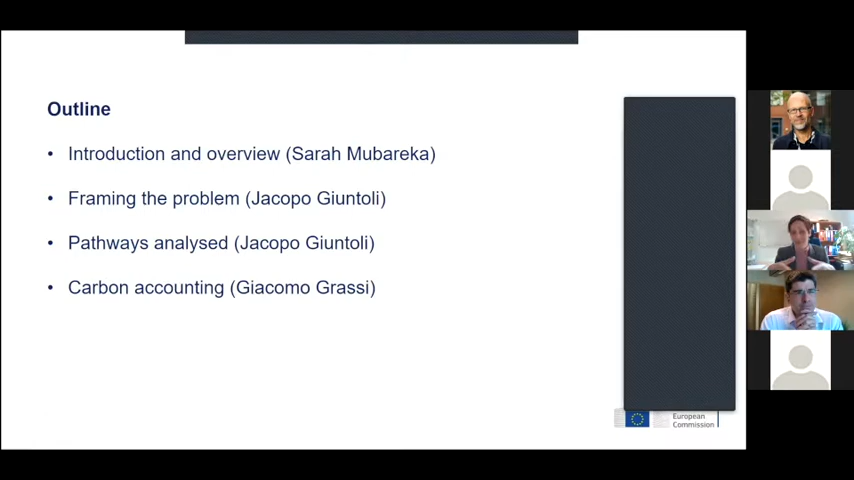 Outline
• Introduction and overview (Sarah Mubareka)
• Framing the problem (Jacopo Giuntoli)
• Pathways analysed (Jacopo Giuntoli)
• Carbon accounting (Giacomo Grassi)
European
Commission